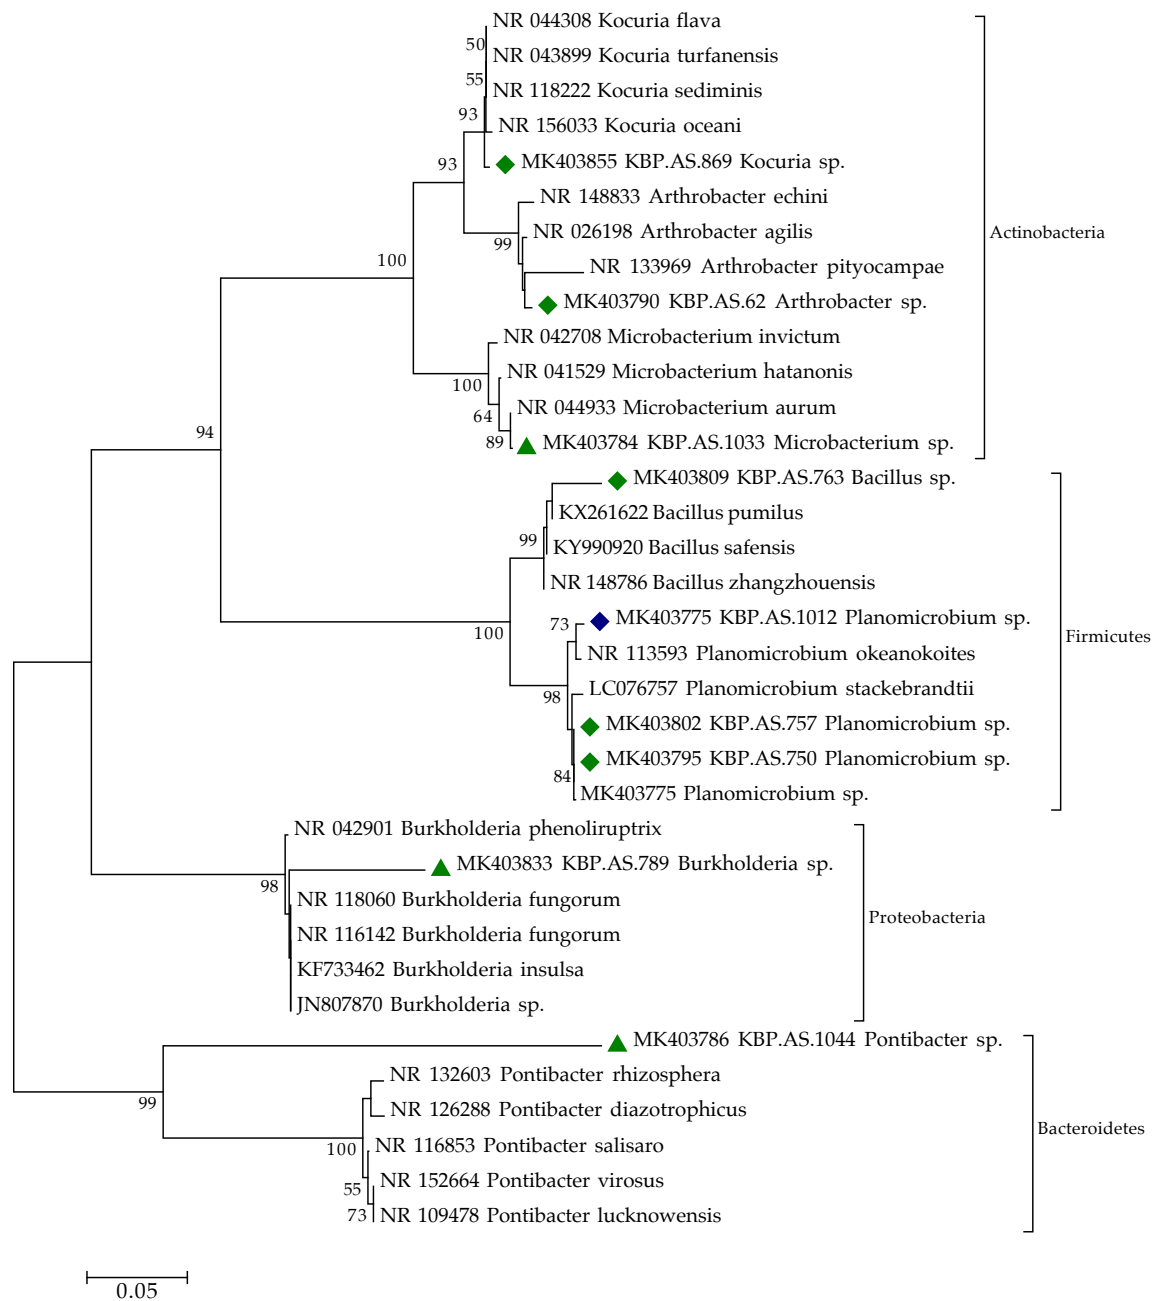 NR 044308 Kocuria flava
50
NR 043899 Kocuria turfanensis
55
NR 118222 Kocuria sediminis
93
NR 156033 Kocuria oceani
93
MK403855 KBP.AS.869 Kocuria sp.
NR 148833 Arthrobacter echini
NR 026198 Arthrobacter agilis
Actinobacteria
99
100
NR 133969 Arthrobacter pityocampae
MK403790 KBP.AS.62 Arthrobacter sp.
NR 042708 Microbacterium invictum
NR 041529 Microbacterium hatanonis
100
NR 044933 Microbacterium aurum
64
94
MK403784 KBP.AS.1033 Microbacterium sp.
89
MK403809 KBP.AS.763 Bacillus sp.
KX261622 Bacillus pumilus
99
KY990920 Bacillus safensis
NR 148786 Bacillus zhangzhouensis
MK403775 KBP.AS.1012 Planomicrobium sp.
73
100
Firmicutes
NR 113593 Planomicrobium okeanokoites
LC076757 Planomicrobium stackebrandtii
98
MK403802 KBP.AS.757 Planomicrobium sp.
MK403795 KBP.AS.750 Planomicrobium sp.
84
MK403775 Planomicrobium sp.
NR 042901 Burkholderia phenoliruptrix
MK403833 KBP.AS.789 Burkholderia sp.
98
NR 118060 Burkholderia fungorum
Proteobacteria
NR 116142 Burkholderia fungorum
KF733462 Burkholderia insulsa
JN807870 Burkholderia sp.
MK403786 KBP.AS.1044 Pontibacter sp.
NR 132603 Pontibacter rhizosphera
99
NR 126288 Pontibacter diazotrophicus
Bacteroidetes
100
NR 116853 Pontibacter salisaro
NR 152664 Pontibacter virosus
55
73
NR 109478 Pontibacter lucknowensis
0.05